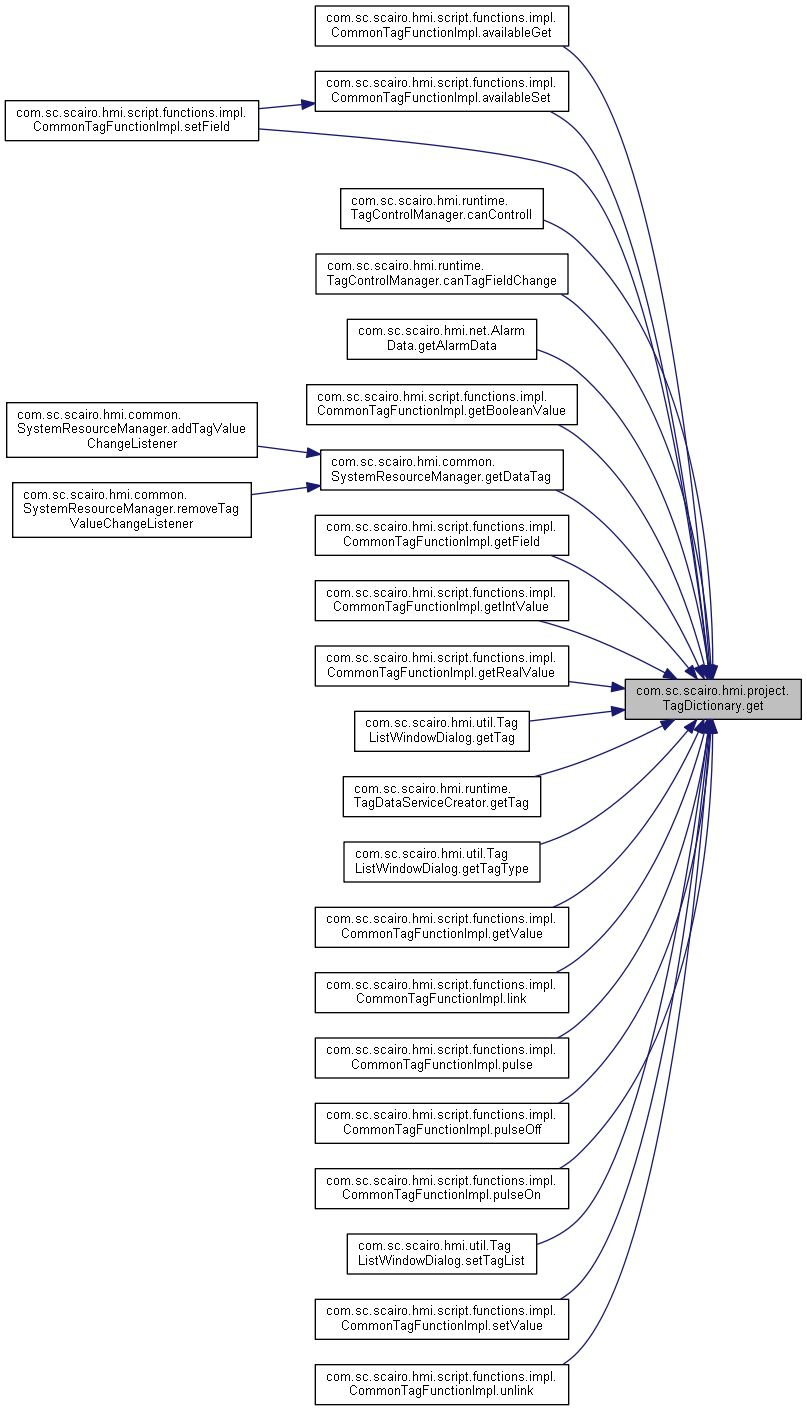 com.sc.scairo.hmi.script.functions.impl.
CommonTagFunctionImpl.availableGet
com.sc.scairo.hmi.script.functions.impl.
CommonTagFunctionImpl.availableSet
com.sc.scairo.hmi.script.functions.impl.
CommonTagFunctionImpl.setField
com.sc.scairo.hmi.runtime.
TagControlManager.canControll
com.sc.scairo.hmi.runtime.
TagControlManager.canTagFieldChange
com.sc.scairo.hmi.net.Alarm
Data.getAlarmData
com.sc.scairo.hmi.script.functions.impl.
CommonTagFunctionImpl.getBooleanValue
com.sc.scairo.hmi.common.
SystemResourceManager.addTagValue
ChangeListener
com.sc.scairo.hmi.common.
SystemResourceManager.getDataTag
com.sc.scairo.hmi.common.
SystemResourceManager.removeTag
ValueChangeListener
com.sc.scairo.hmi.script.functions.impl.
CommonTagFunctionImpl.getField
com.sc.scairo.hmi.script.functions.impl.
CommonTagFunctionImpl.getIntValue
com.sc.scairo.hmi.script.functions.impl.
CommonTagFunctionImpl.getRealValue
com.sc.scairo.hmi.project.
TagDictionary.get
com.sc.scairo.hmi.util.Tag
ListWindowDialog.getTag
com.sc.scairo.hmi.runtime.
TagDataServiceCreator.getTag
com.sc.scairo.hmi.util.Tag
ListWindowDialog.getTagType
com.sc.scairo.hmi.script.functions.impl.
CommonTagFunctionImpl.getValue
com.sc.scairo.hmi.script.functions.impl.
CommonTagFunctionImpl.link
com.sc.scairo.hmi.script.functions.impl.
CommonTagFunctionImpl.pulse
com.sc.scairo.hmi.script.functions.impl.
CommonTagFunctionImpl.pulseOff
com.sc.scairo.hmi.script.functions.impl.
CommonTagFunctionImpl.pulseOn
com.sc.scairo.hmi.util.Tag
ListWindowDialog.setTagList
com.sc.scairo.hmi.script.functions.impl.
CommonTagFunctionImpl.setValue
com.sc.scairo.hmi.script.functions.impl.
CommonTagFunctionImpl.unlink